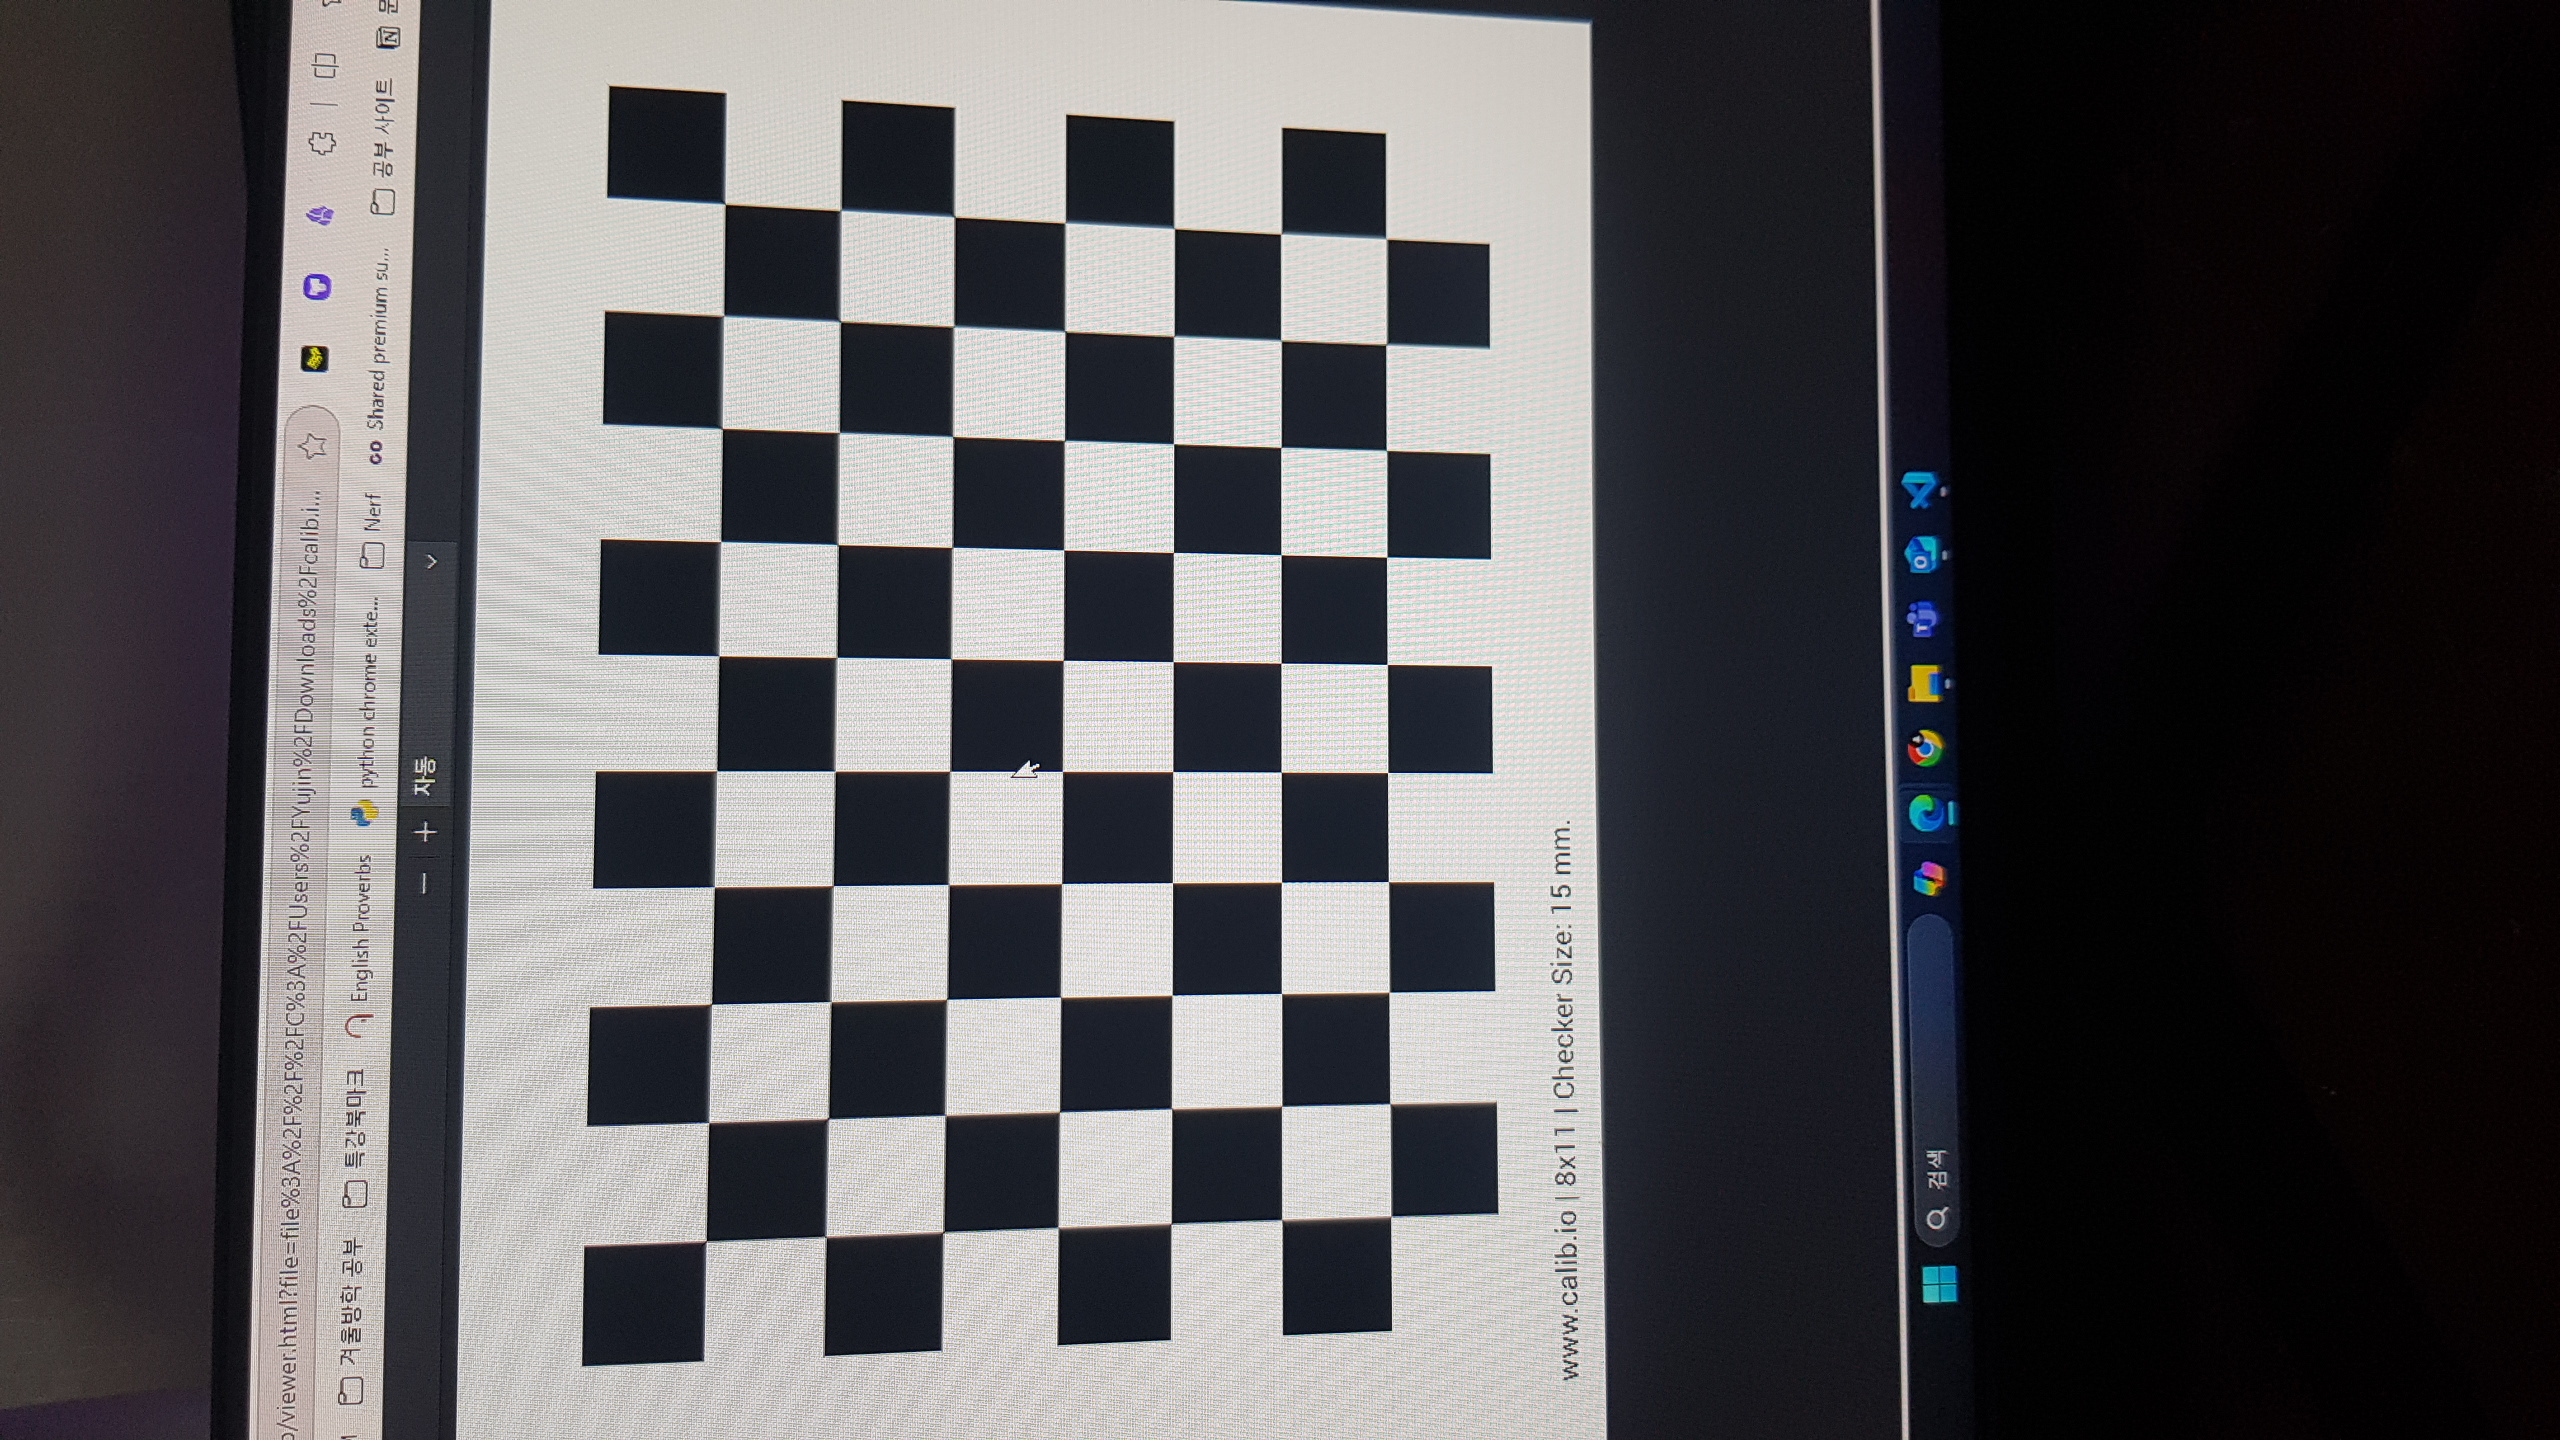 /viewer.html?file=file%3A%2F%2F%2FC%3A%2FUsers%2FYujin%2FDownloads%2Fcalib.i...
겨울방학 공부 특강북마크 English Proverbs python chrome exte... Nerf Shared premium su... 공부 사이트
자동
www.calib.io | 8x11 | Checker Size: 15 mm.
검색